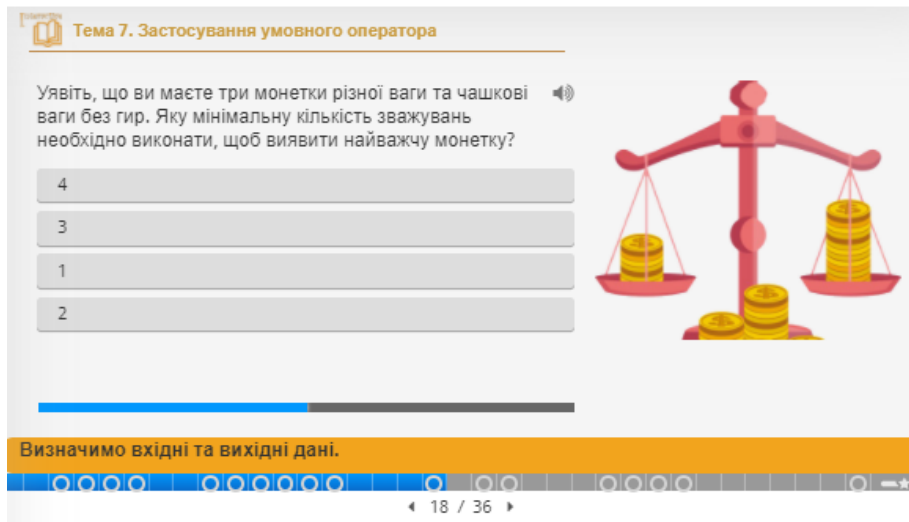 Тема 7. Застосування умовного оператора
Уявіть, що ви маєте три монетки різної ваги та чашкові
ваги без гир. Яку мінімальну кількість зважувань
необхідно виконати, щоб виявити найважчу монетку?
4
3
1
2
Визначимо вхідні та вихідні дані.
18 / 36